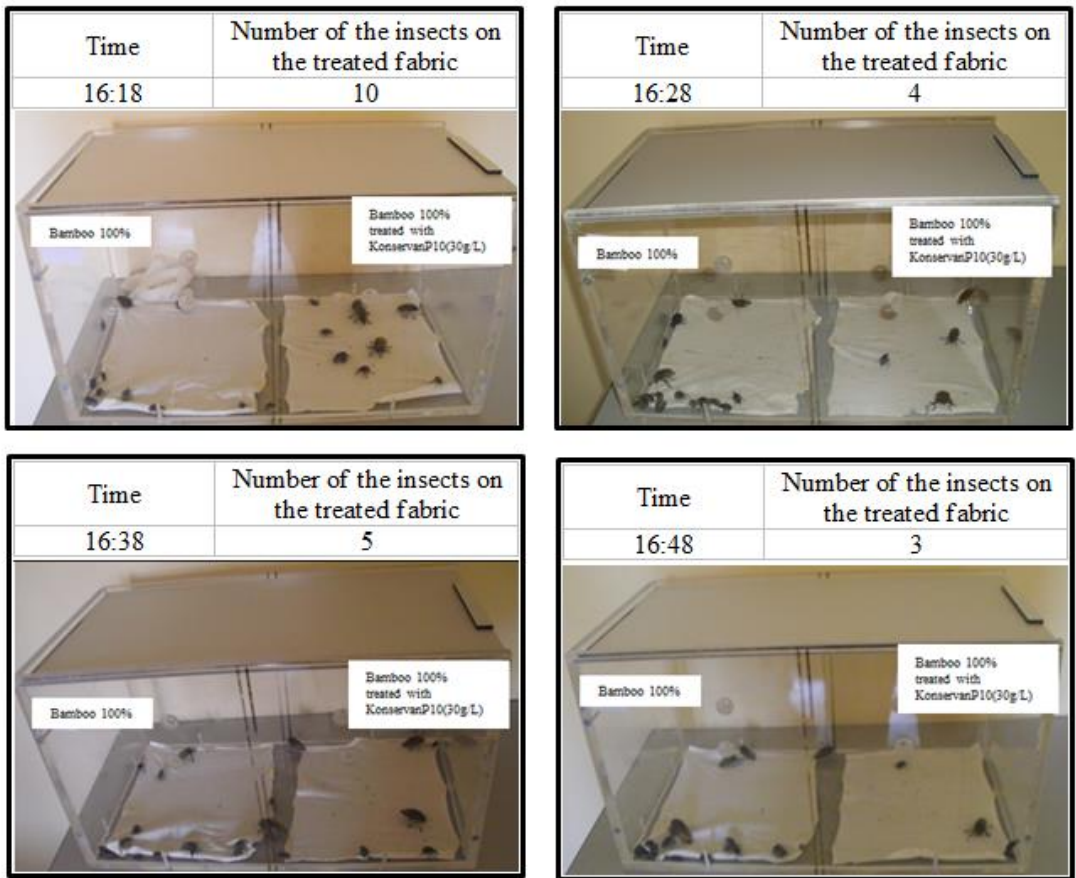 Time
Number of the insects on
the treated fabric
16:18
10
Bamboo 100%
Bamboo 100%
treated with
KonservanP10(30g/L)
Time
Number of the insects on
the treated fabric
16:28
4
Bamboo 100%
Bamboo 100%
treated with
KonservanP10(30g/L)
Time
Number of the insects on
the treated fabric
16:38
5
Bamboo 100%
Bamboo 100%
treated with
KonservanP10(30g/L)
Time
Number of the insects on
the treated fabric
16:48
3
Bamboo 100%
Bamboo 100%
treated with
KonservanP10(30g/L)